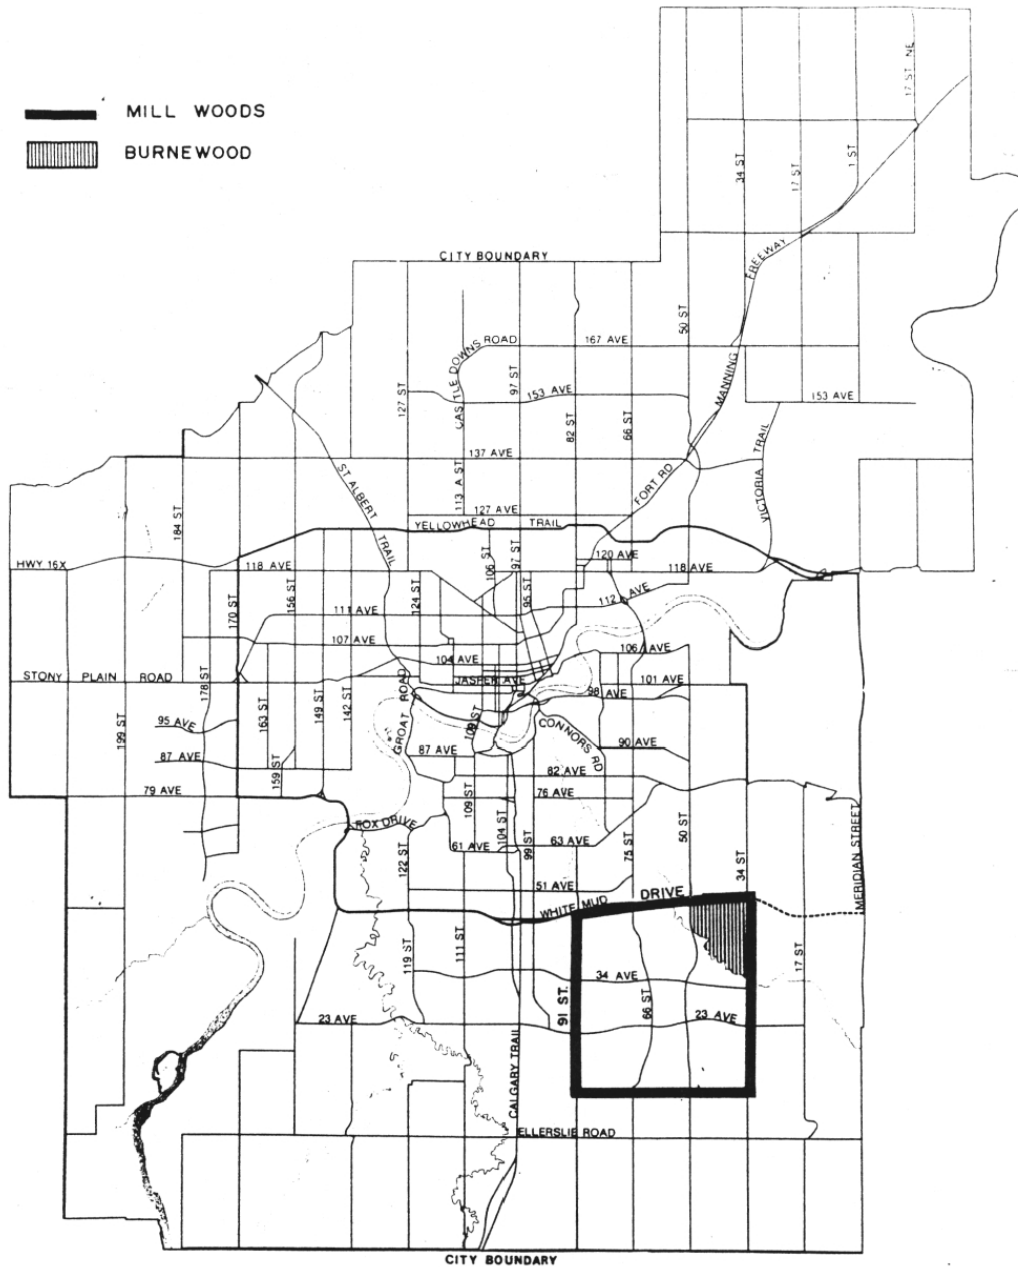 MILL WOODS
BURNEWOOD
17 ST NE
34 ST
17 ST
1 ST
CITY BOUNDARY
FREEWAY
MANNING
50 ST
CASTLE DOWNS ROAD
167 AVE
97 ST
127 ST
153 AVE
153 AVE
82 ST
66 ST
VICTORIA TRAIL
137 AVE
ST ALBERT TRAIL
113 A ST
FORT RD
127 AVE
184 ST
YELLOWHEAD TRAIL
HWY 16X
118 AVE
106 ST
97 ST
120 AVE
118 AVE
170 ST
156 ST
124 ST
95 ST
112 AVE
111 AVE
107 AVE
104 AVE
106 AVE
STONY PLAIN ROAD
178 ST
JASPER AVE
101 AVE
98 AVE
199 ST
95 AVE
163 ST
149 ST
142 ST
GROAT ROAD
109 ST
CONNORS RD
87 AVE
87 AVE
90 AVE
159 ST
82 AVE
79 AVE
109 ST
76 AVE
FOX DRIVE
104 ST
99 ST
61 AVE
63 AVE
75 ST
50 ST
34 ST
MERIDIAN STREET
122 ST
51 AVE
WHITE MUD DRIVE
119 ST
111 ST
34 AVE
17 ST
91 ST.
66 ST
23 AVE
23 AVE
CALGARY TRAIL
ELLERSLIE ROAD
CITY BOUNDARY